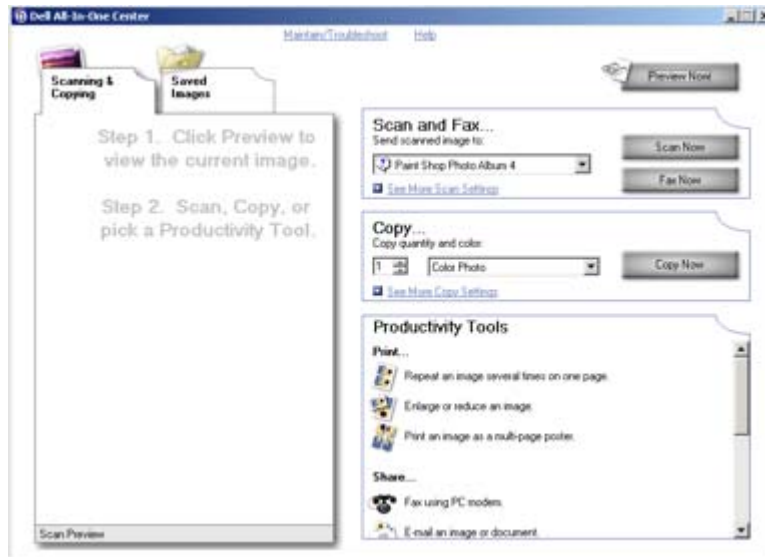 Dell All-In-One Center
Maintain/Troubleshoot Help
Scanning &
Copying
Saved
Images
Step 1. Click Preview to
view the current image.
Step 2. Scan, Copy, or
pick a Productivity Tool.
Scan Preview
Preview Now
Scan and Fax...
Send scanned image to:
Paint Shop Photo Album 4
See More Scan Settings
Scan Now
Fax Now
Copy...
Copy quantity and color:
1 Color Photo
See More Copy Settings
Copy Now
Productivity Tools
Print...
Repeat an image several times on one page.
Enlarge or reduce an image.
Print an image as a multi-page poster.
Share...
Fax using PC modem.
E-mail an image or document.